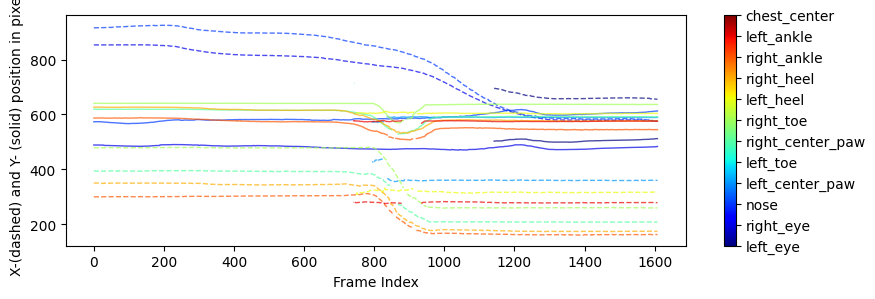 X-(dashed) and Y- (solid) position in pixe
800
600
400
200
0
200
400
600
800
1000
1200
1400
1600
Frame Index
chest_center
left_ankle
right_ankle
right_heel
left_heel
right_toe
right_center_paw
left_toe
left_center_paw
nose
right_eye
left_eye